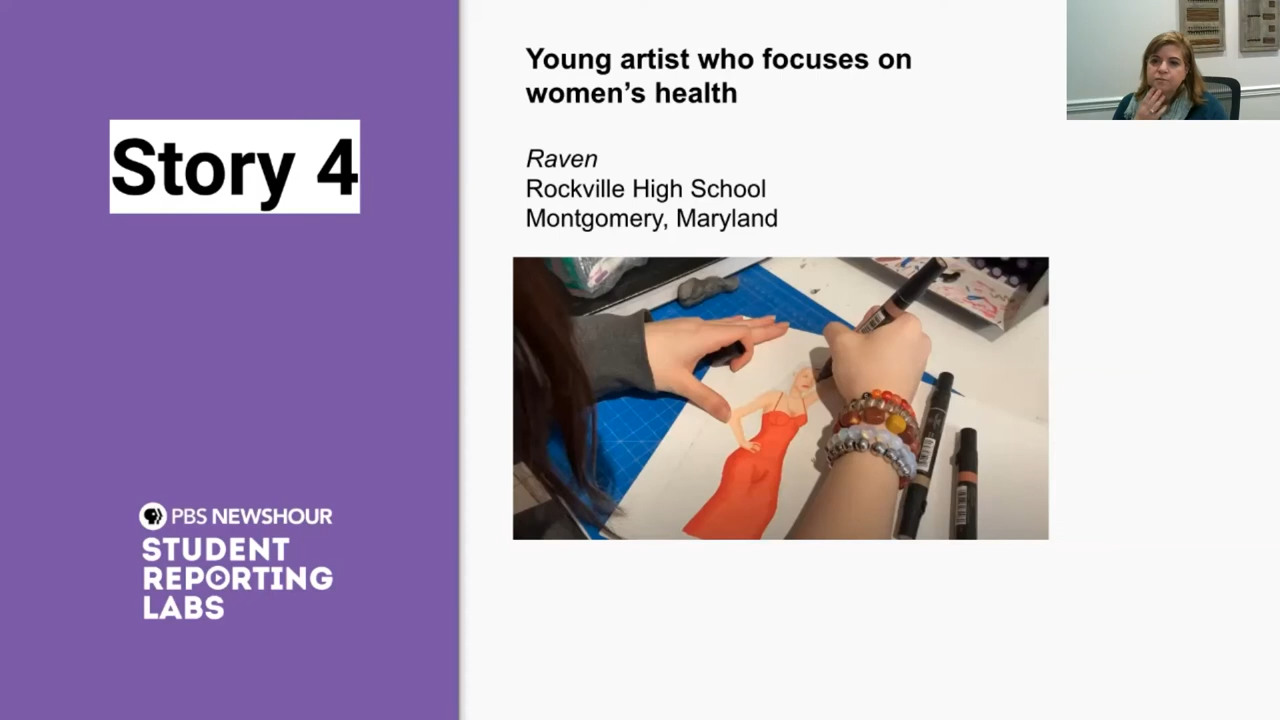 Story 4
Young artist who focuses on
women’s health
Raven
Rockville High School
Montgomery, Maryland
PBS NEWSHOUR
STUDENT
REPORTING
LABS